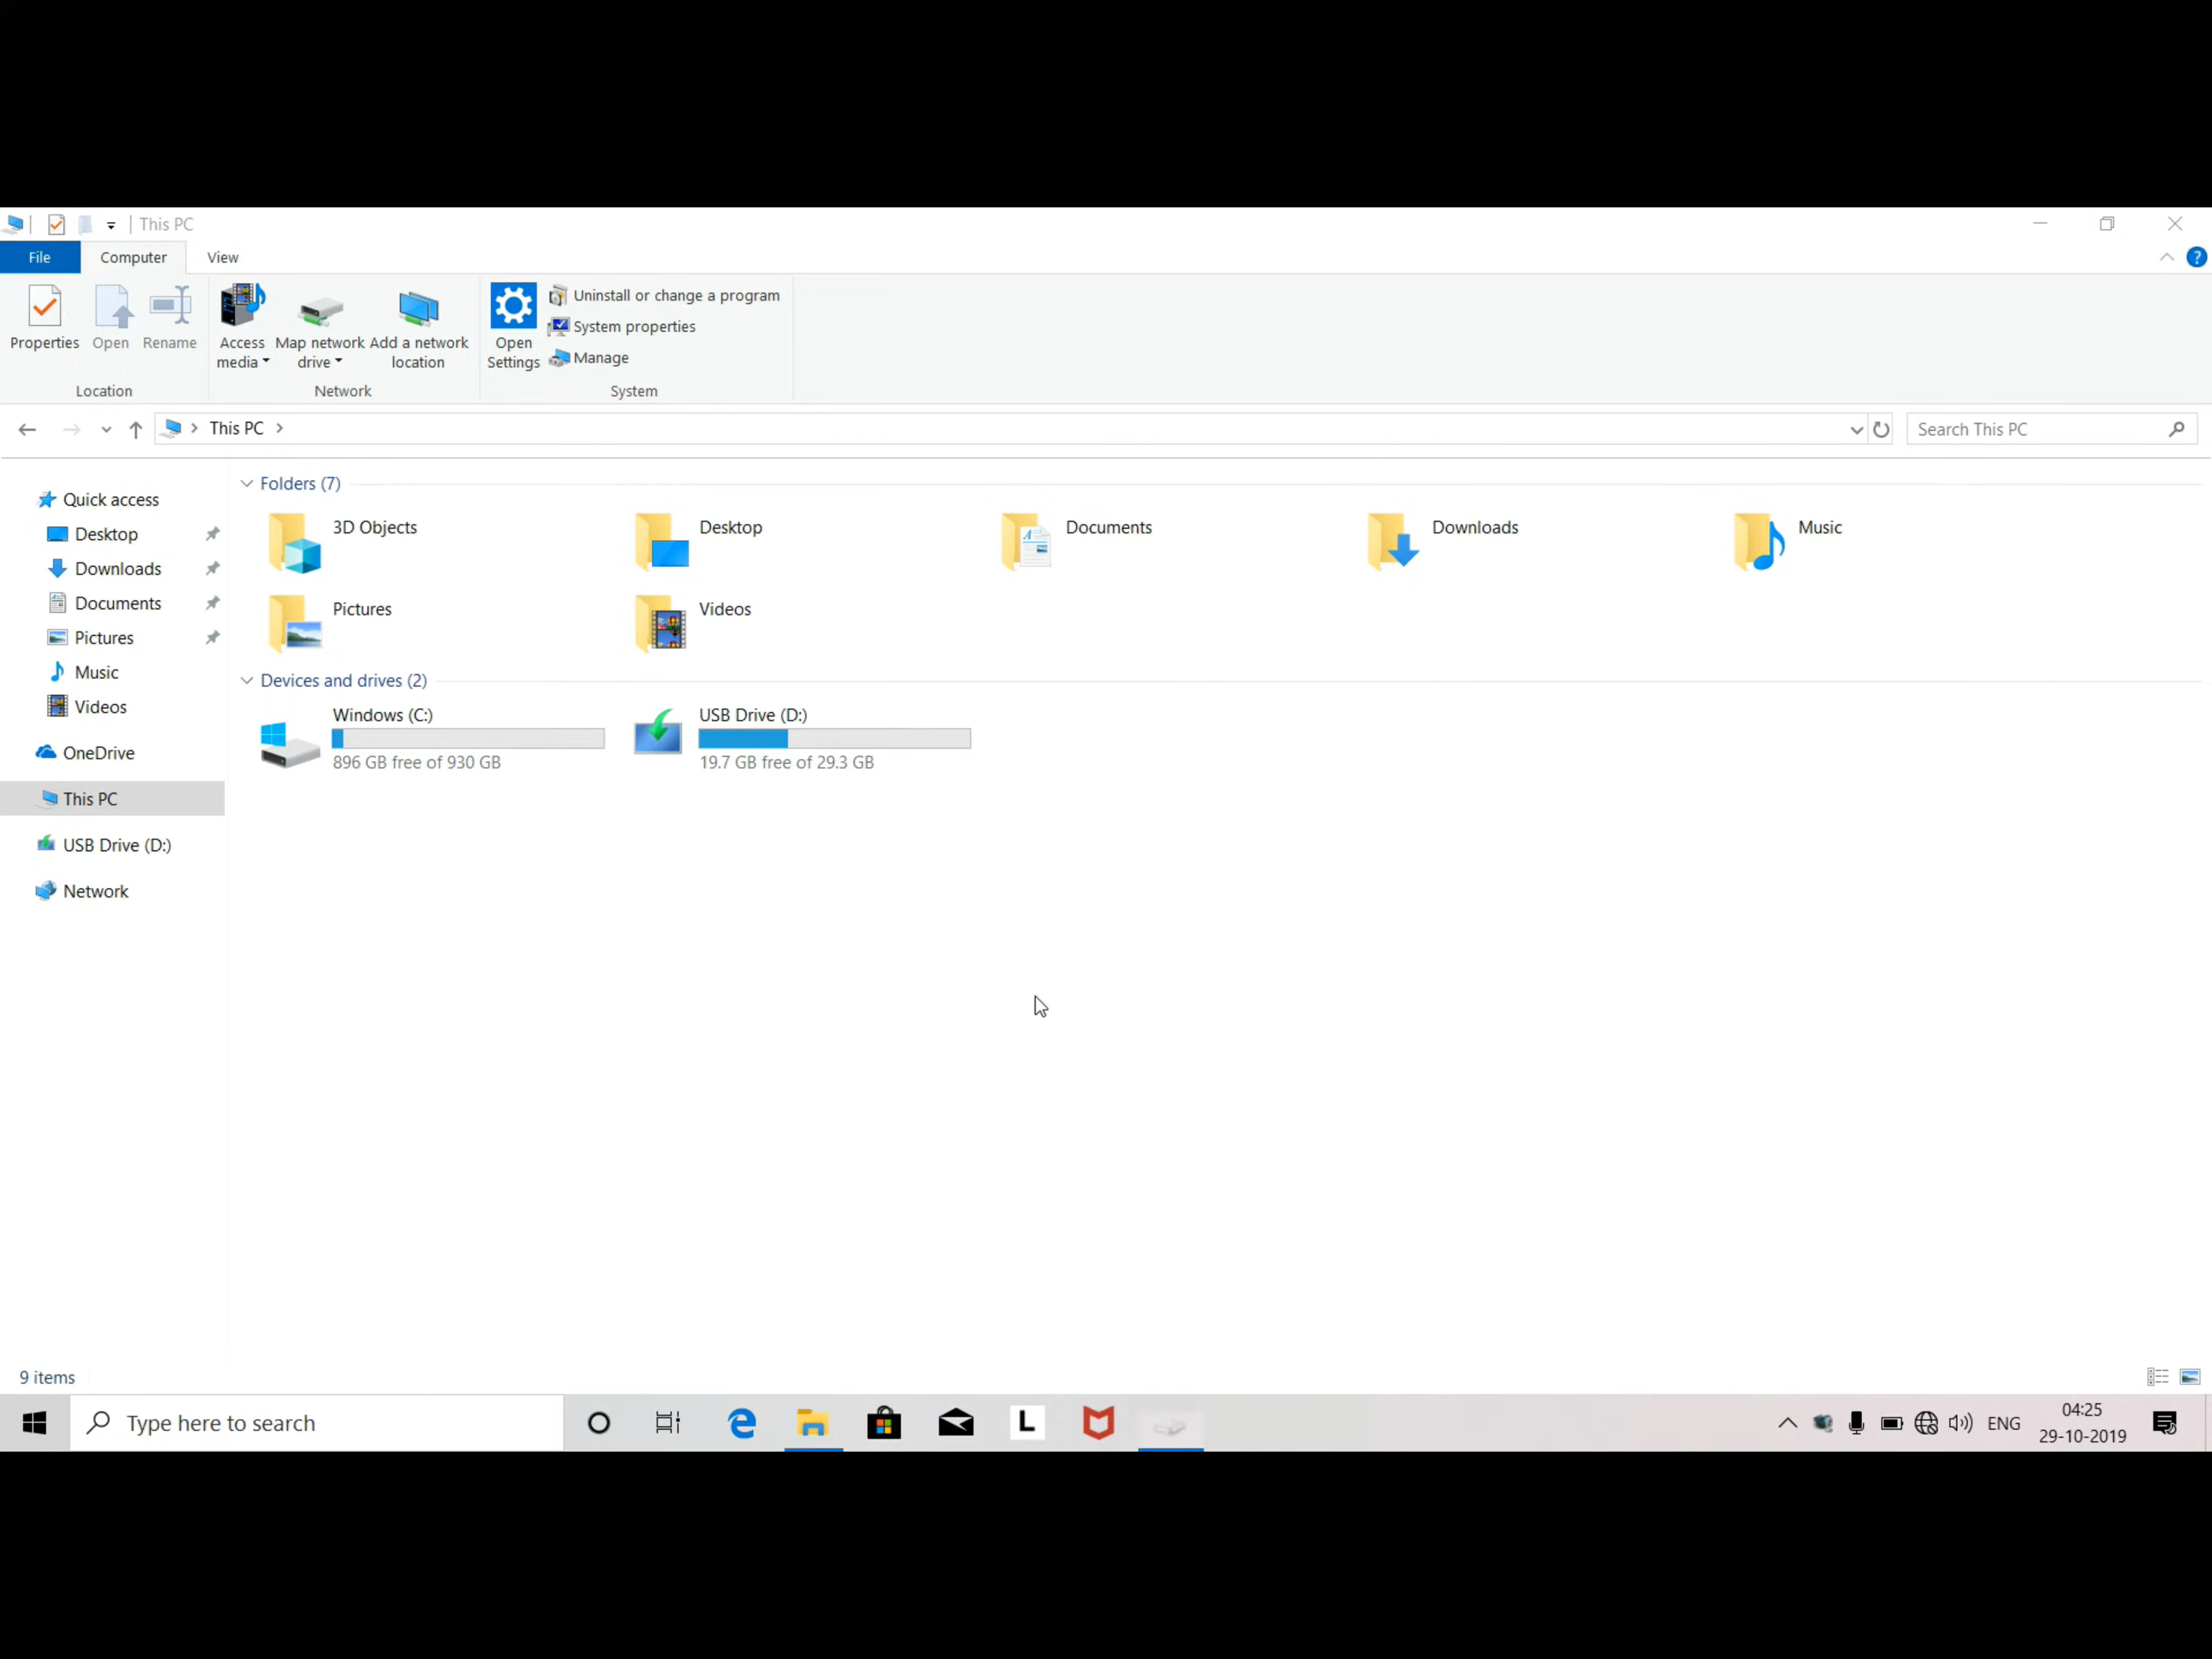 This PC
File Computer View
Uninstall or change a program
System properties
Manage
Properties Open Rename Access media Map network drive Add a network location Open Settings
Location Network System
This PC
Search This PC
Quick access
Desktop
Downloads
Documents
Pictures
Music
Videos
OneDrive
This PC
USB Drive (D:)
Network
Folders (7)
3D Objects Desktop Documents Downloads Music
Pictures Videos
Devices and drives (2)
Windows (C:) USB Drive (D:)
896 GB free of 930 GB 19.7 GB free of 29.3 GB
9 items
Type here to search
L
ENG
04:25
29-10-2019